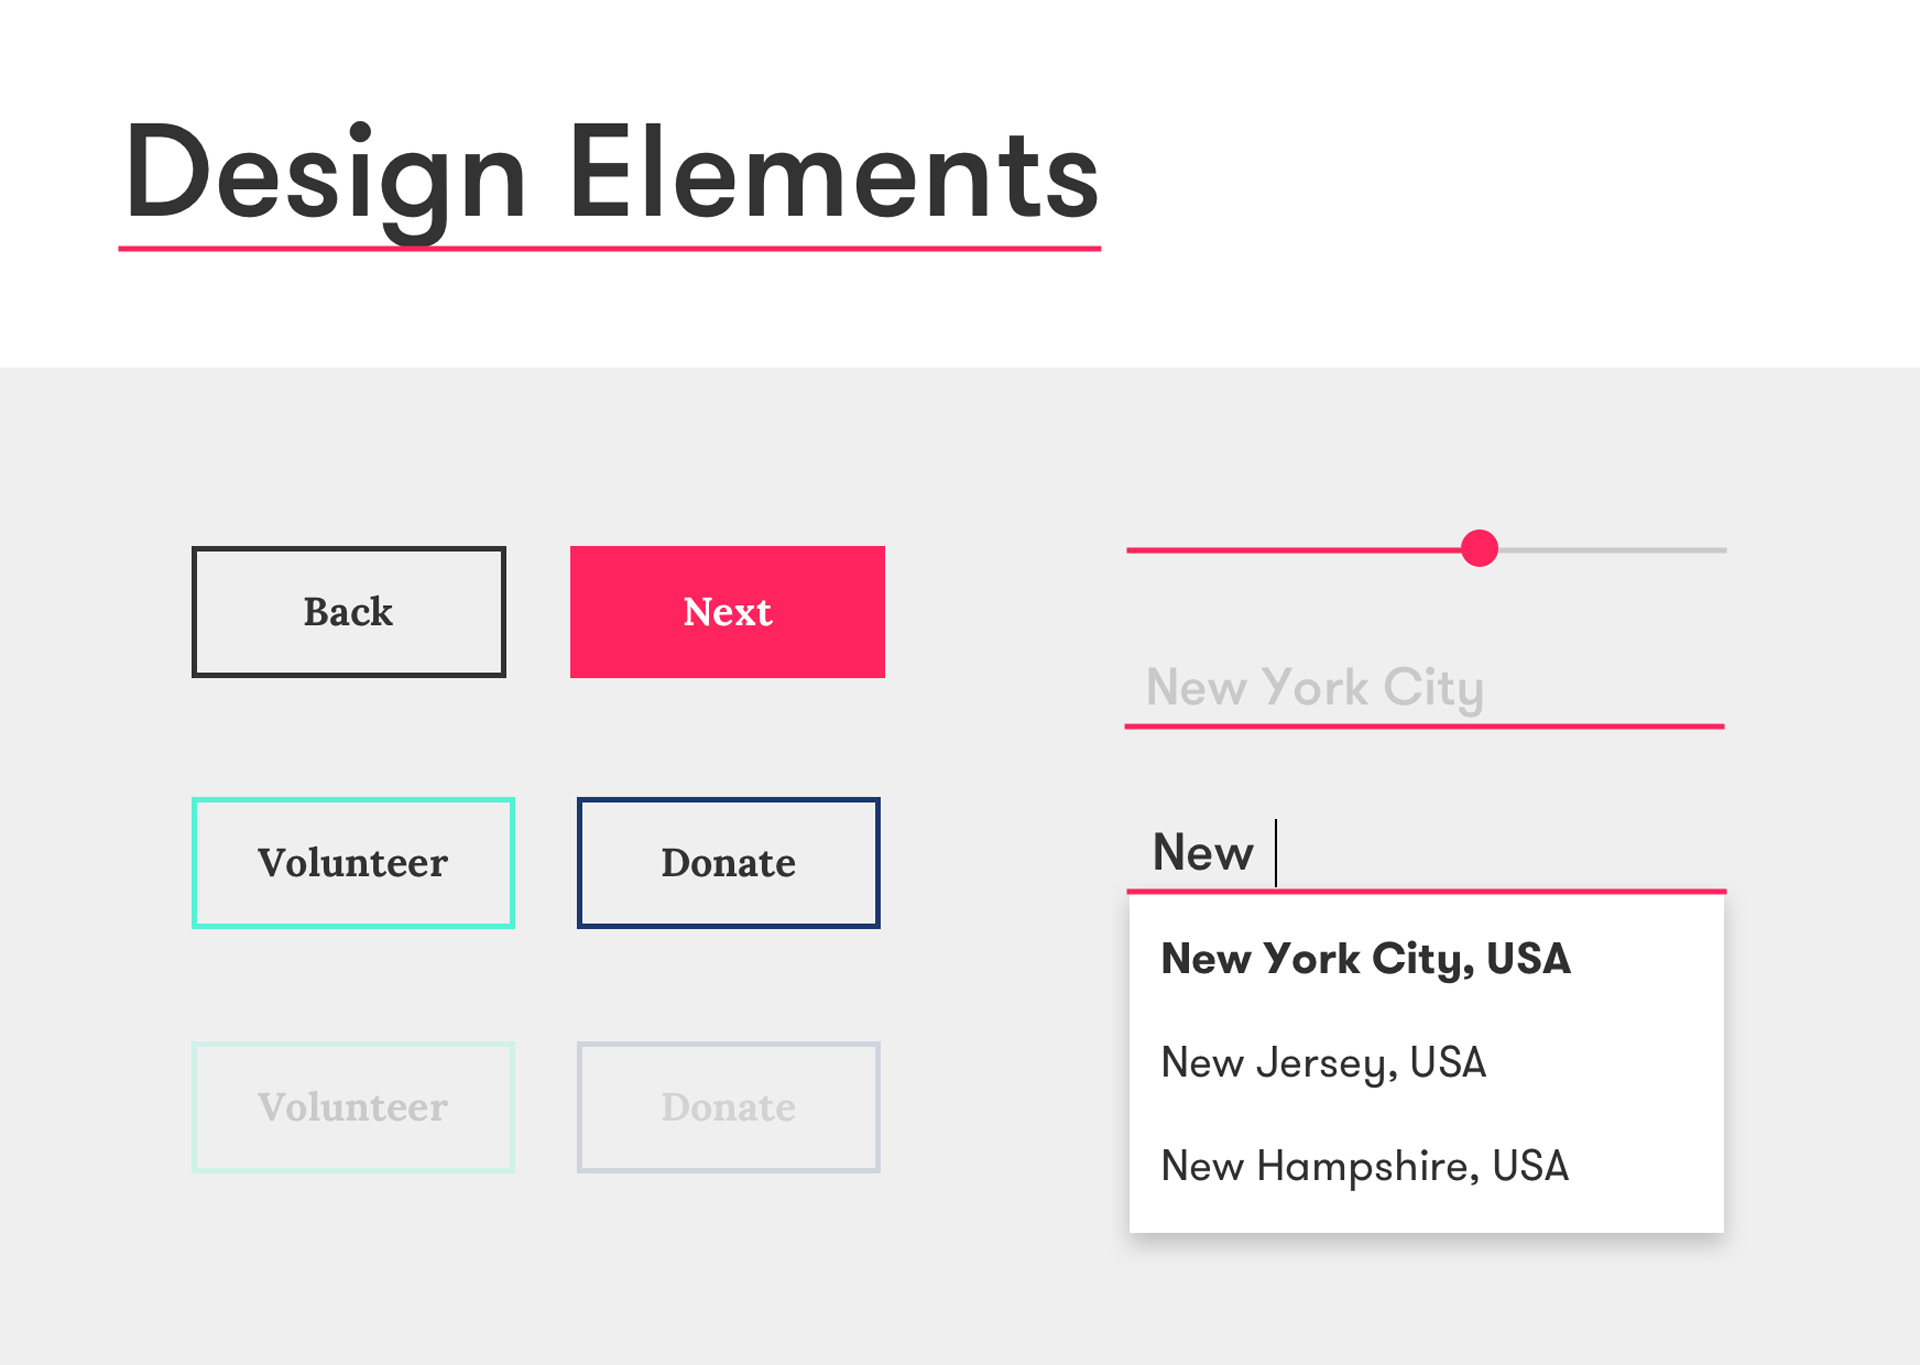 Design Elements
Back
Next
Volunteer
Donate
Volunteer
Donate
New York City
New
New York City, USA
New Jersey, USA
New Hampshire, USA